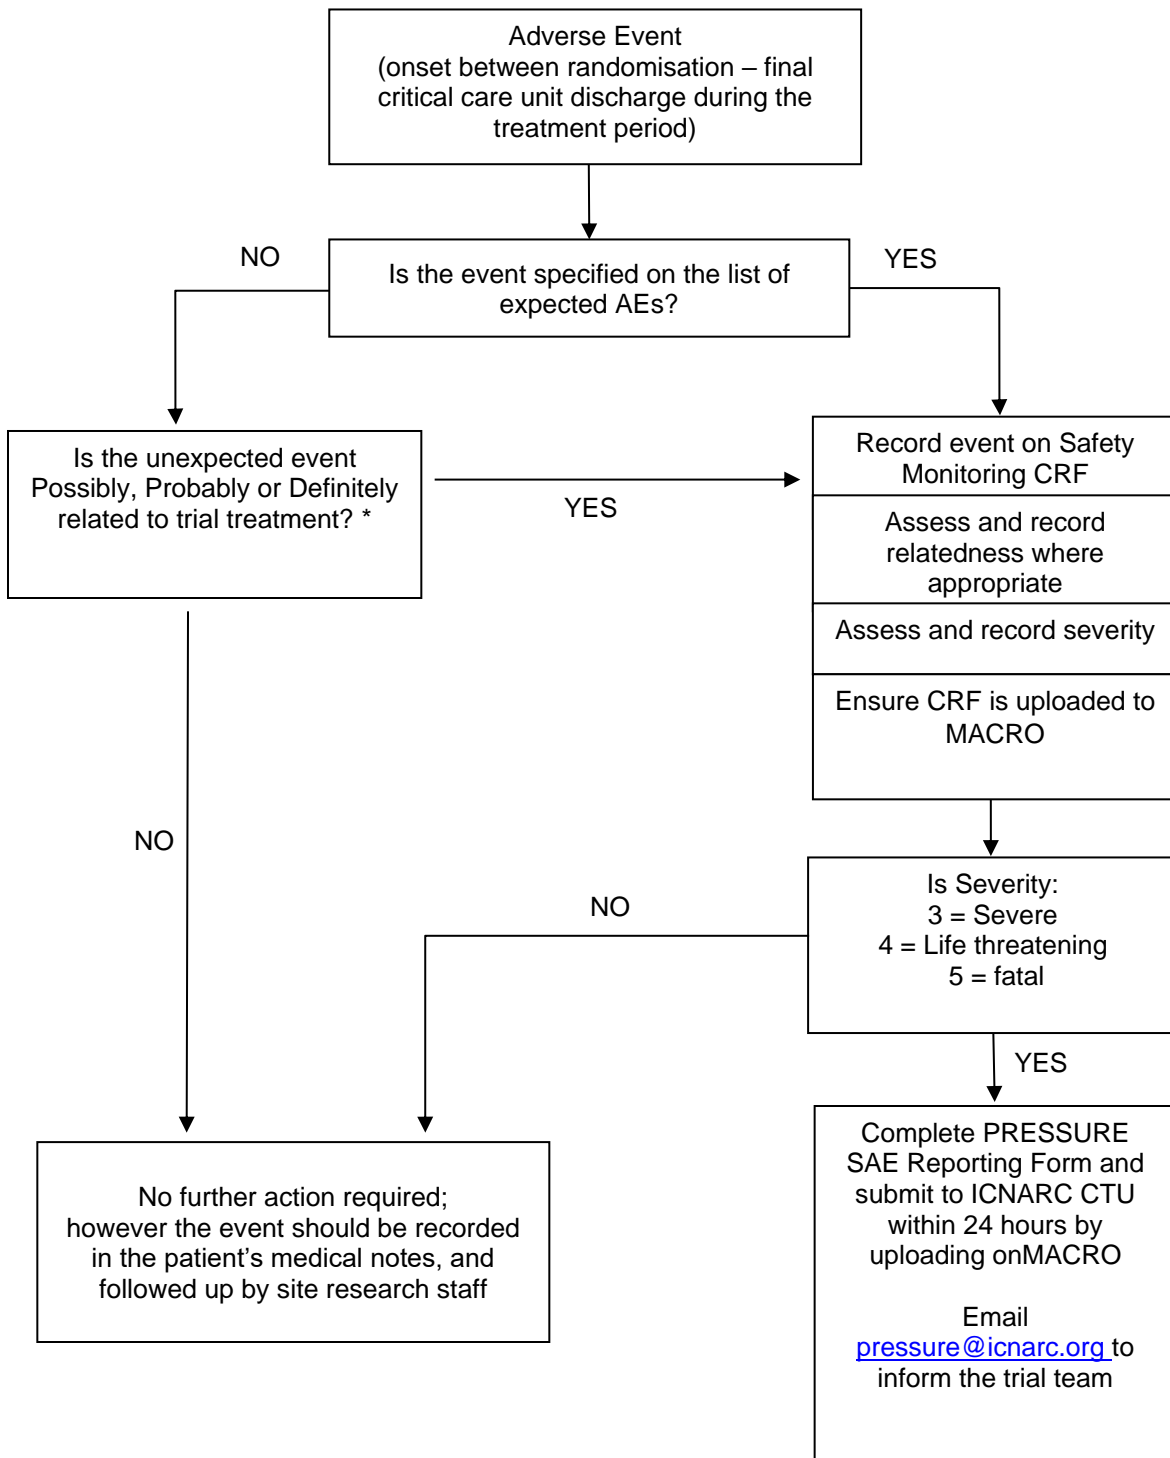 Adverse Event
(onset between randomisation – final
critical care unit discharge during the
treatment period)
NO
YES
Is the event specified on the list of
expected AEs?
Is the unexpected event
Possibly, Probably or Definitely
related to trial treatment? *
YES
Record event on Safety
Monitoring CRF
Assess and record
relatedness where
appropriate
Assess and record severity
Ensure CRF is uploaded to
MACRO
NO
NO
Is Severity:
3 = Severe
4 = Life threatening
5 = fatal
YES
No further action required;
however the event should be recorded
in the patient’s medical notes, and
followed up by site research staff
Complete PRESSURE
SAE Reporting Form and
submit to ICNARC CTU
within 24 hours by
uploading onMACRO
Email
pressure@icnarc.org to
inform the trial team